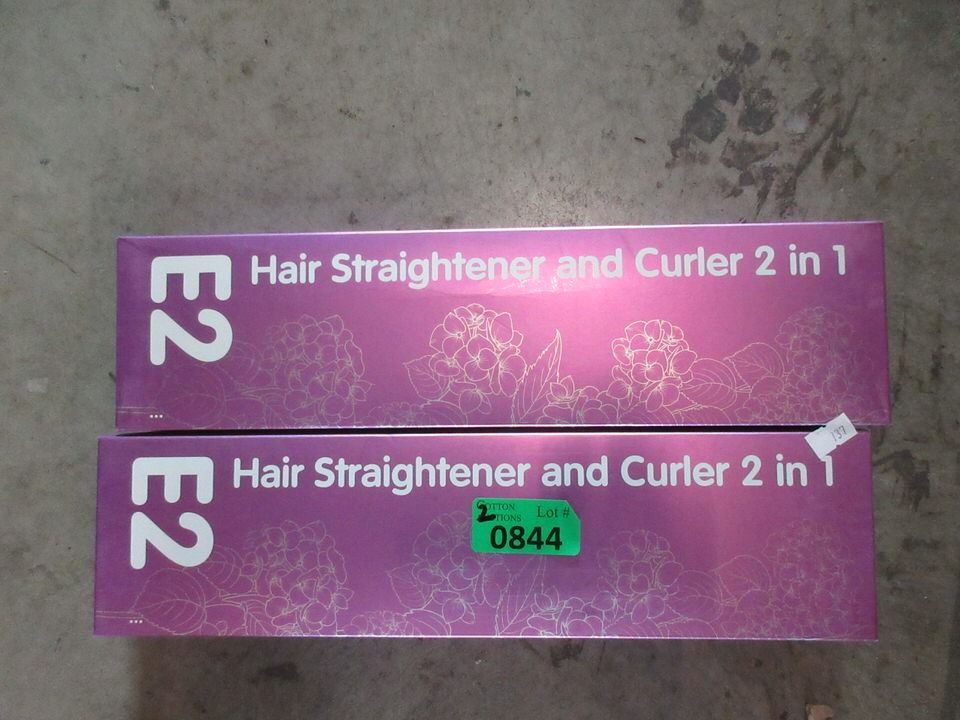 E2
Hair Straightener and Curler 2 in 1
E2
Hair Straightener and Curler 2 in 1
137
2
Lot #
0844